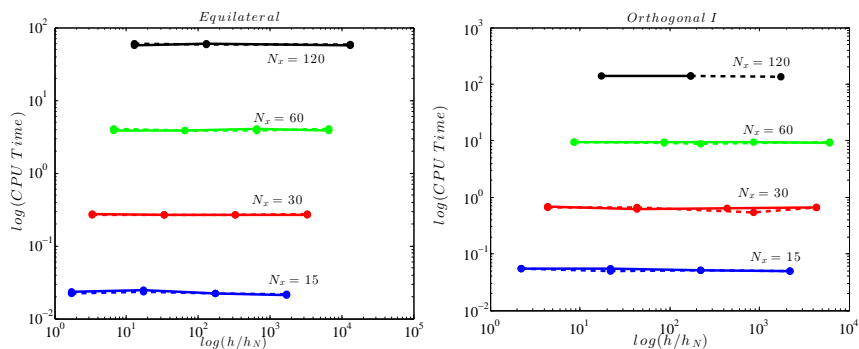 Equilateral
10^2
10^1
10^0
10^-1
10^-2
log(CPU Time)
N_x = 120
N_x = 60
N_x = 30
N_x = 15
10^0 10^1 10^2 10^3 10^4 10^5
log(h/h_N)
Orthogonal I
10^3
10^2
10^1
10^0
10^-1
10^-2
log(CPU Time)
N_x = 120
N_x = 60
N_x = 30
N_x = 15
10^0 10^1 10^2 10^3 10^4
log(h/h_N)